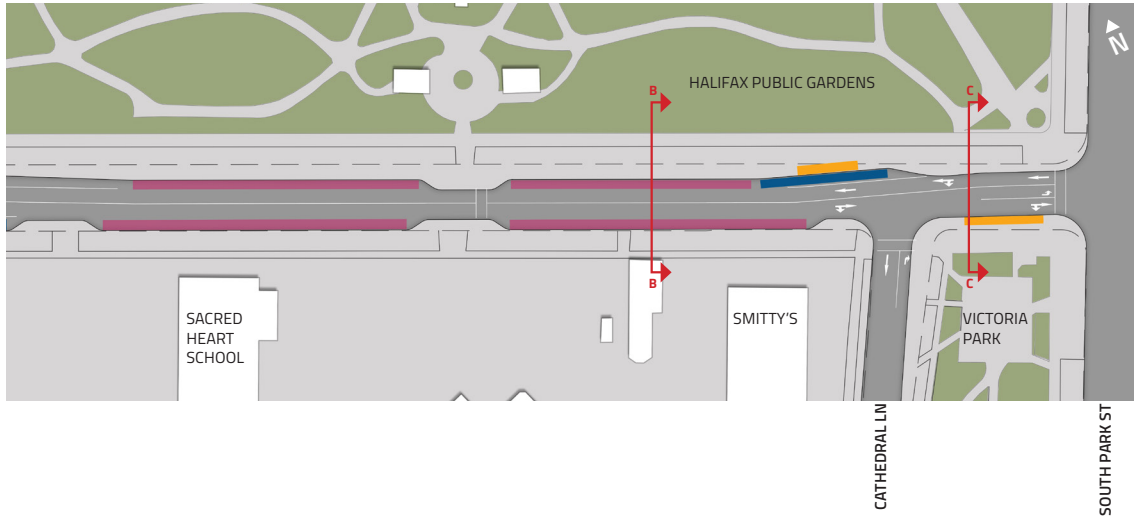 N
HALIFAX PUBLIC GARDENS
B
C
B
C
SACRED
HEART
SCHOOL
SMITTY'S
VICTORIA
PARK
CATHEDRAL LN
SOUTH PARK ST